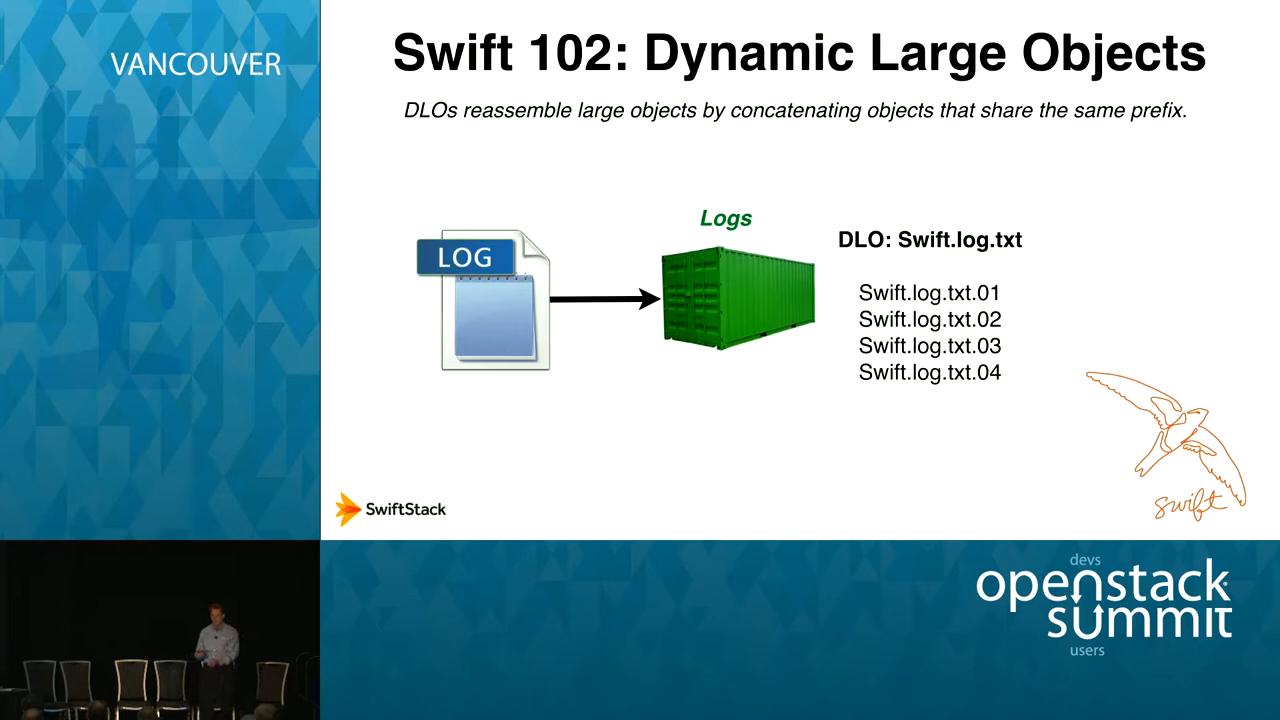 VANCOUVER
Swift 102: Dynamic Large Objects
DLOs reassemble large objects by concatenating objects that share the same prefix.
LOG
Logs
DLO: Swift.log.txt
Swift.log.txt.01
Swift.log.txt.02
Swift.log.txt.03
Swift.log.txt.04
SwiftStack
swift
devs
openstack
summit
users